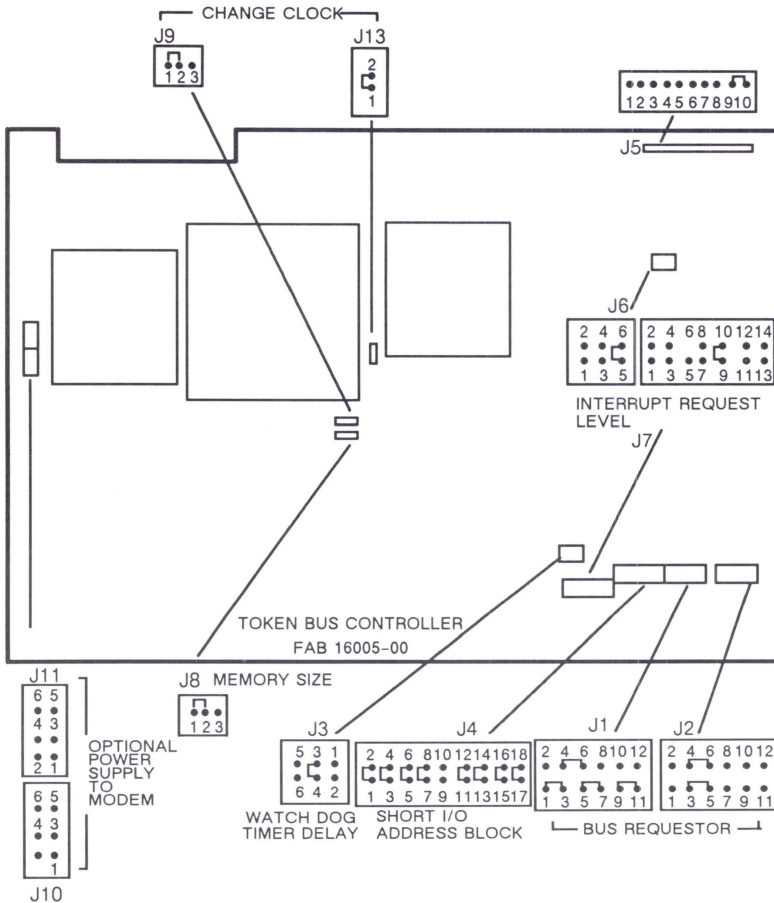 CHANGE CLOCK
J9
J13
1 2 3
2
1
1 2 3 4 5 6 7 8 9 10
J5
J6
2 4 6
2 4 6 8 10 12 14
1 3 5
1 3 5 7 9 11 13
INTERRUPT REQUEST
LEVEL
J7
TOKEN BUS CONTROLLER
FAB 16005-00
J11
6 5
4 3
2 1
J8 MEMORY SIZE
1 2 3
OPTIONAL
POWER
SUPPLY
TO
MODEM
6 5
4 3
1
J10
J3
J4
J1
J2
5 3 1
2 4 6 8 10 12 14 16 18
2 4 6 8 10 12
2 4 6 8 10 12
6 4 2
1 3 5 7 9 11 13 15 17
1 3 5 7 9 11
1 3 5 7 9 11
WATCH DOG
TIMER DELAY
SHORT I/O
ADDRESS BLOCK
BUS REQUESTOR